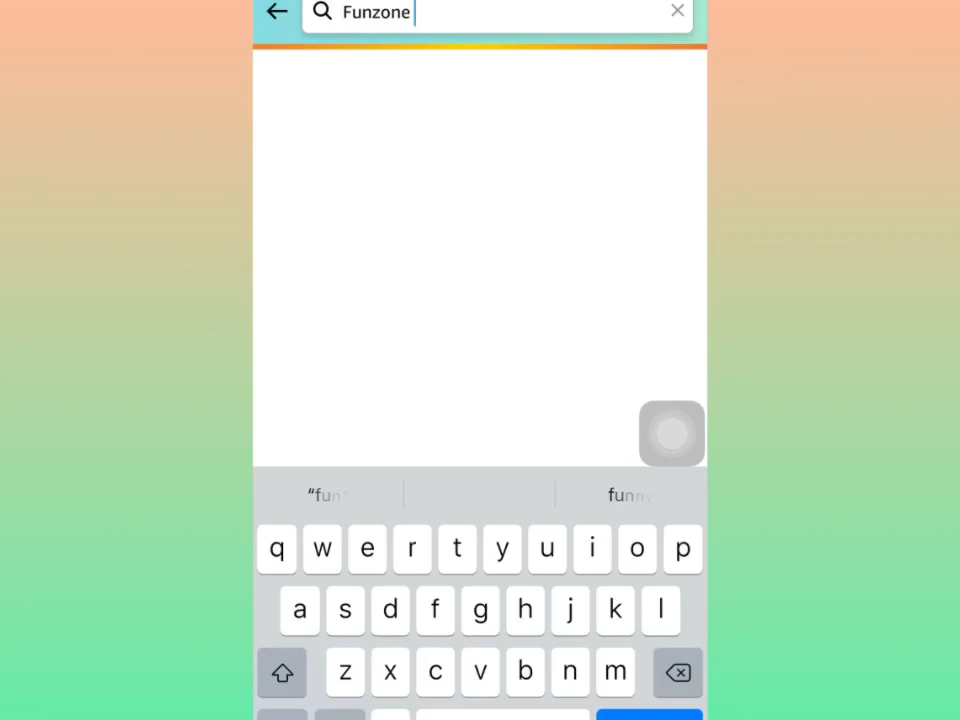 Funzone
"fun" funny
q w e r t y u i o p
a s d f g h j k l
z x c v b n m